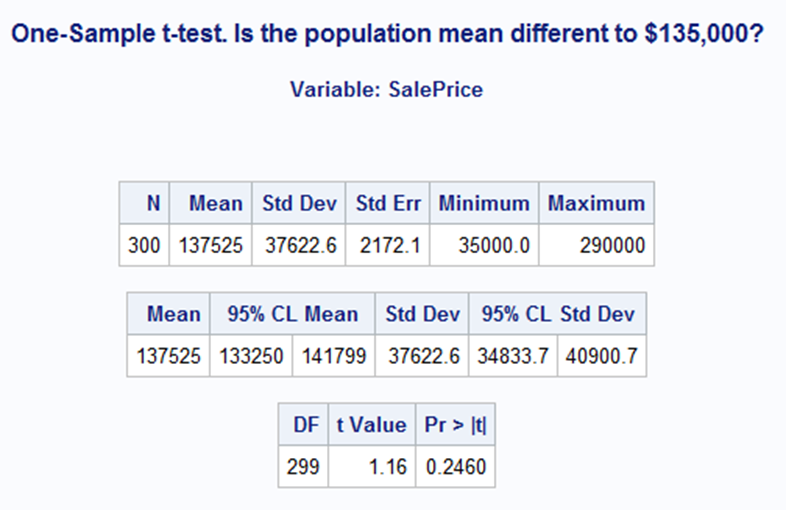 One-Sample t-test. Is the population mean different to $135,000?
Variable: SalePrice
N Mean Std Dev Std Err Minimum Maximum
300 137525 37622.6 2172.1 35000.0 290000
Mean 95% CL Mean Std Dev 95% CL Std Dev
137525 133250 141799 37622.6 34833.7 40900.7
DF t Value Pr > |t|
299 1.16 0.2460